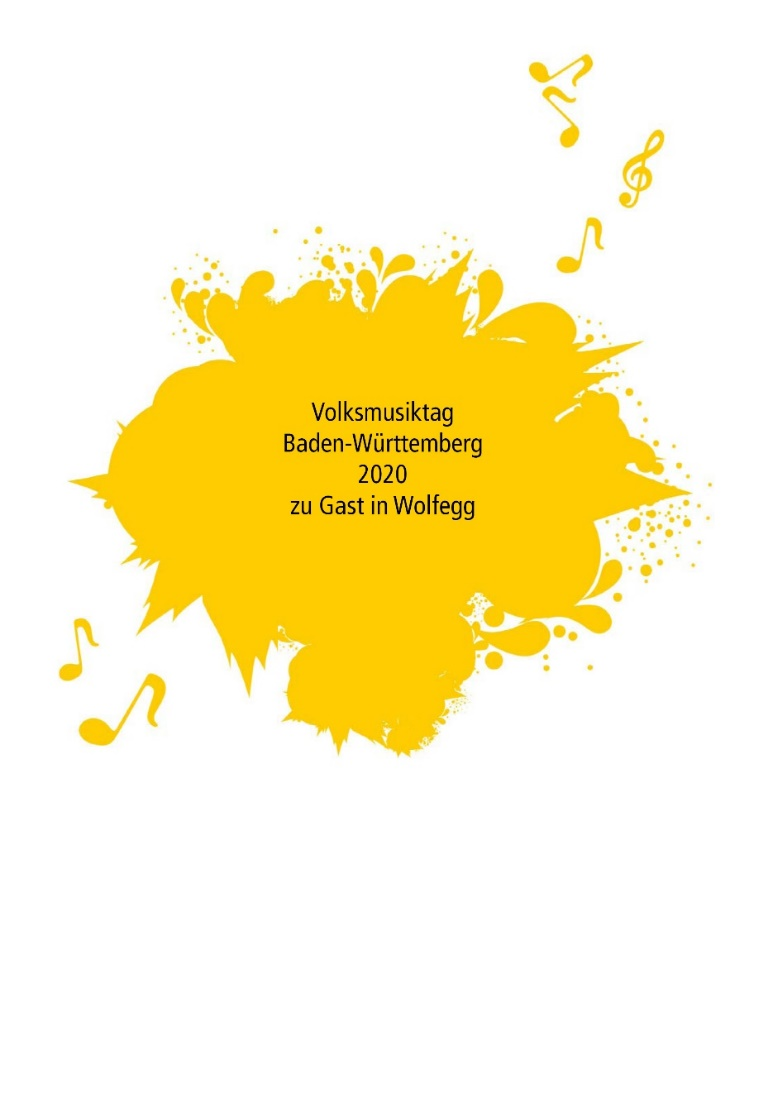 Volksmusiktag
Baden-Württemberg
2020
zu Gast in Wolfegg